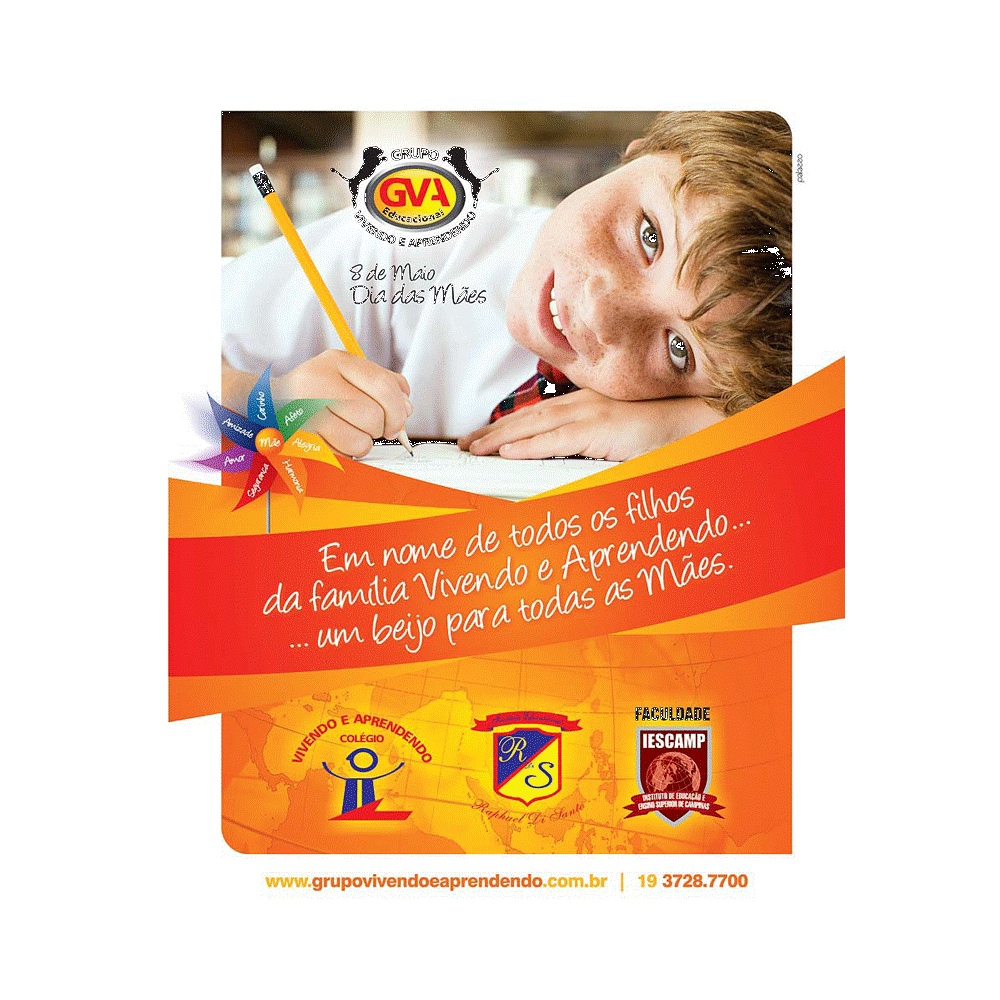 GRUPO
GVA
Educacional
VIVENDO E APRENDENDO
8 de Maio
Dia das Mães
Carinho
Afeto
Amizade
Mãe
Alegria
Amor
Segurança
Harmonia
Em nome de todos os filhos
da família Vivendo e Aprendendo...
... um beijo para todas as Mães.
VIVENDO E APRENDENDO
COLÉGIO
R
S
Raphael Di Santo
FACULDADE
IESCAMP
INSTITUTO DE EDUCAÇÃO E
ENSINO SUPERIOR DE CAMPINAS
www.grupovivendoeaprendendo.com.br | 19 3728.7700